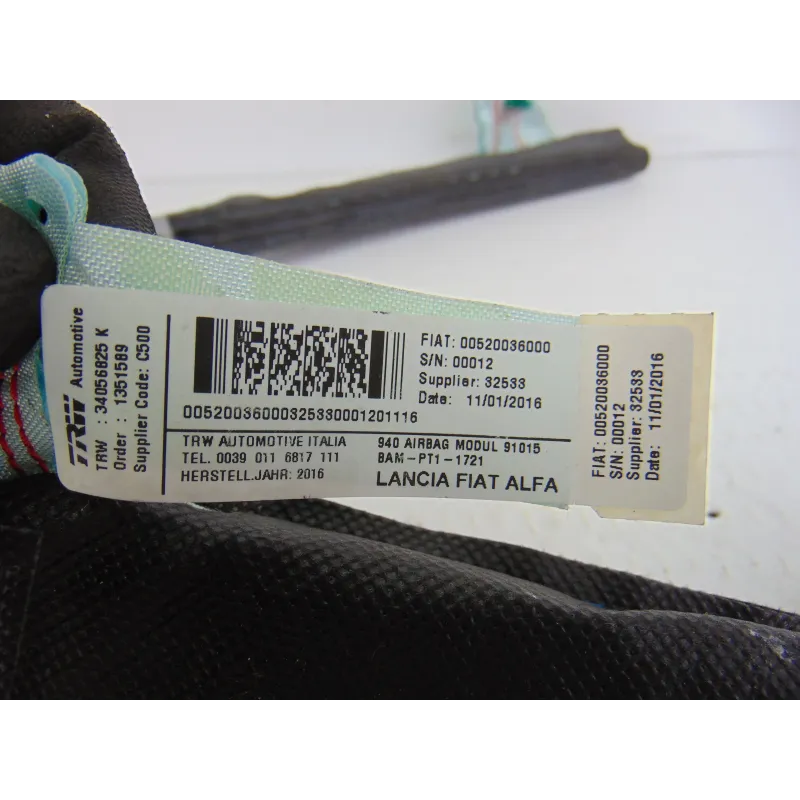 TRW Automotive
TRW : 34056825 K
Order : 1351589
Supplier Code: C500
FIAT: 00520036000
S/N: 00012
Supplier: 32533
Date: 11/01/2016
00520036000325330001201116
TRW AUTOMOTIVE ITALIA
TEL. 0039 011 6817 111
HERSTELL.JAHR: 2016
940 AIRBAG MODUL 91015
BAM-PT1-1721
LANCIA FIAT ALFA
FIAT: 00520036000
S/N: 00012
Supplier: 32533
Date: 11/01/2016